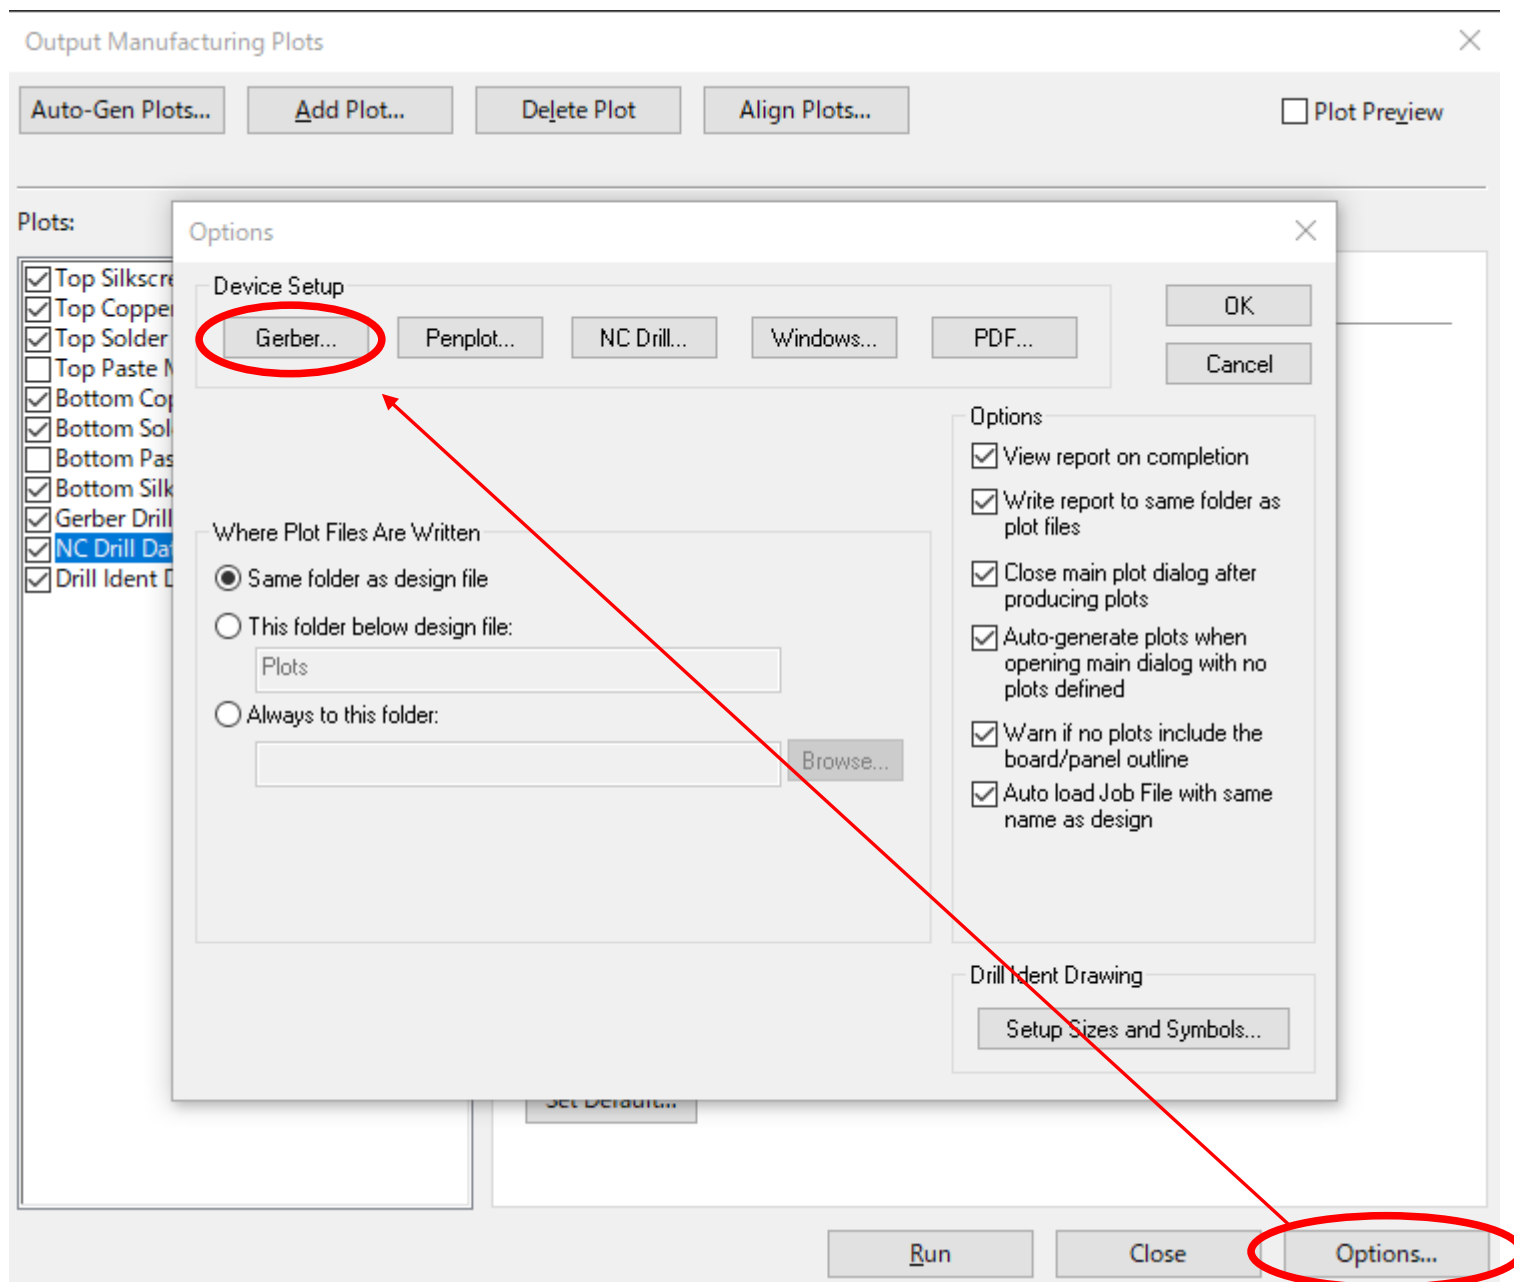 Output Manufacturing Plots
Auto-Gen Plots...
Add Plot...
Delete Plot
Align Plots...
Plot Preview
Plots:
Top Silkscre
Top Copper
Top Solder
Top Paste
Bottom Cop
Bottom Sol
Bottom Pas
Bottom Silk
Gerber Drill
NC Drill Dat
Drill Ident D
Options
Device Setup
Gerber...
Penplot...
NC Drill...
Windows...
PDF...
OK
Cancel
Where Plot Files Are Written
Same folder as design file
This folder below design file:
Plots
Always to this folder:
Browse...
Options
View report on completion
Write report to same folder as
plot files
Close main plot dialog after
producing plots
Auto-generate plots when
opening main dialog with no
plots defined
Warn if no plots include the
board/panel outline
Auto load Job File with same
name as design
Drill Ident Drawing
Setup Sizes and Symbols...
Set Default...
Run
Close
Options...